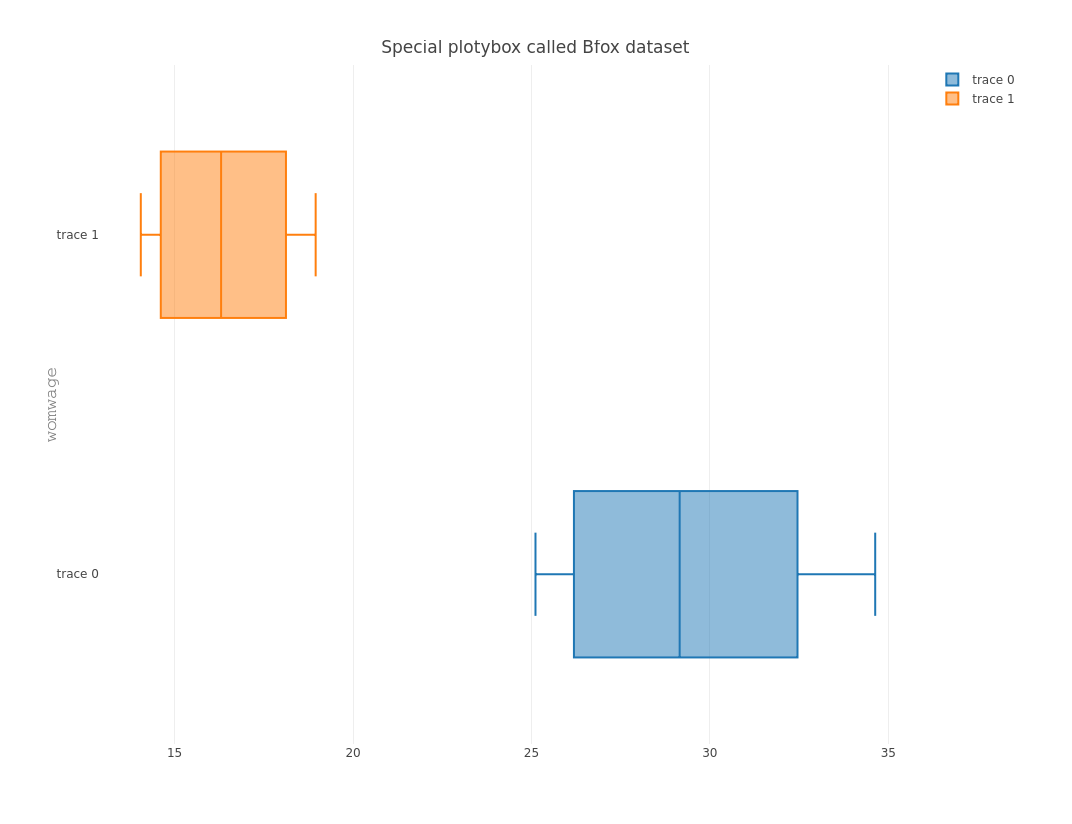 Special plotybox called Bfox dataset
trace 0
trace 1
trace 1
womwage
trace 0
15
20
25
30
35